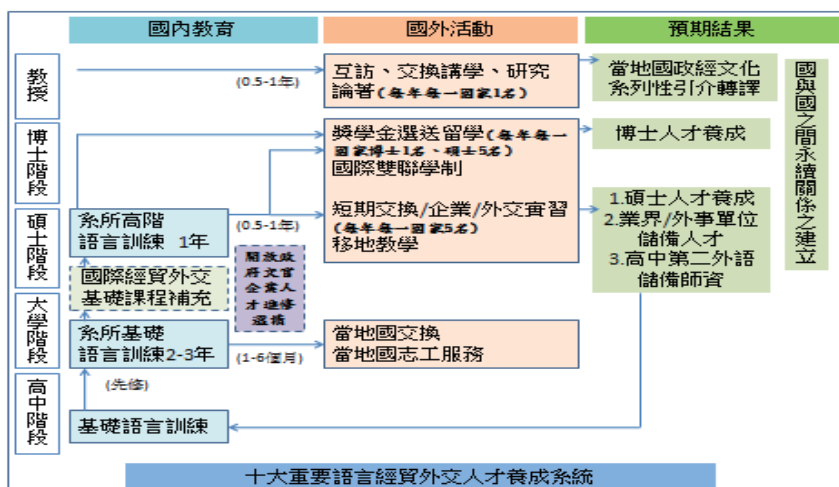 國內教育
國外活動
預期結果
教授
(0.5-1年)
互訪、交換講學、研究
論著(每年每一國家1名)
當地國政經文化
系列性引介轉譯
國與國之間永續關係之建立
博士階段
獎學金選送留學(每年每一
國家博士1名、碩士5名)
國際雙聯學制
博士人才養成
碩士階段
系所高階
語言訓練 1年
(0.5-1年)
短期交換/企業/外交實習
(每年每一國家5名)
移地教學
1.碩士人才養成
2.業界/外事單位
儲備人才
3.高中第二外語
儲備師資
國際經貿外交
基礎課程補充
開放政
府文官
企業人
才進修
選填
大學階段
系所基礎
語言訓練2-3年
(1-6個月)
當地國交換
當地國志工服務
高中階段
(先修)
基礎語言訓練
十大重要語言經貿外交人才養成系統